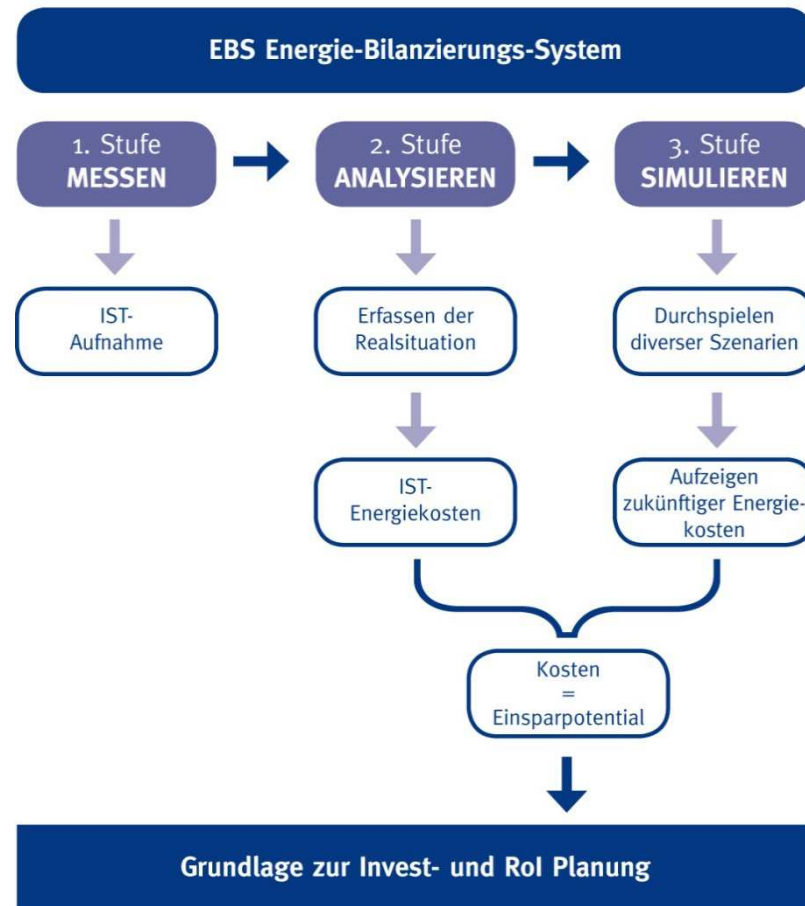 EBS Energie-Bilanzierungs-System
1. Stufe
MESSEN
2. Stufe
ANALYSIEREN
3. Stufe
SIMULIEREN
IST-
Aufnahme
Erfassen der
Realsituation
Durchspielen
diverser Szenarien
IST-
Energiekosten
Aufzeigen
zukünftiger Energie-
kosten
Kosten
=
Einsparpotential
Grundlage zur Invest- und RoI Planung